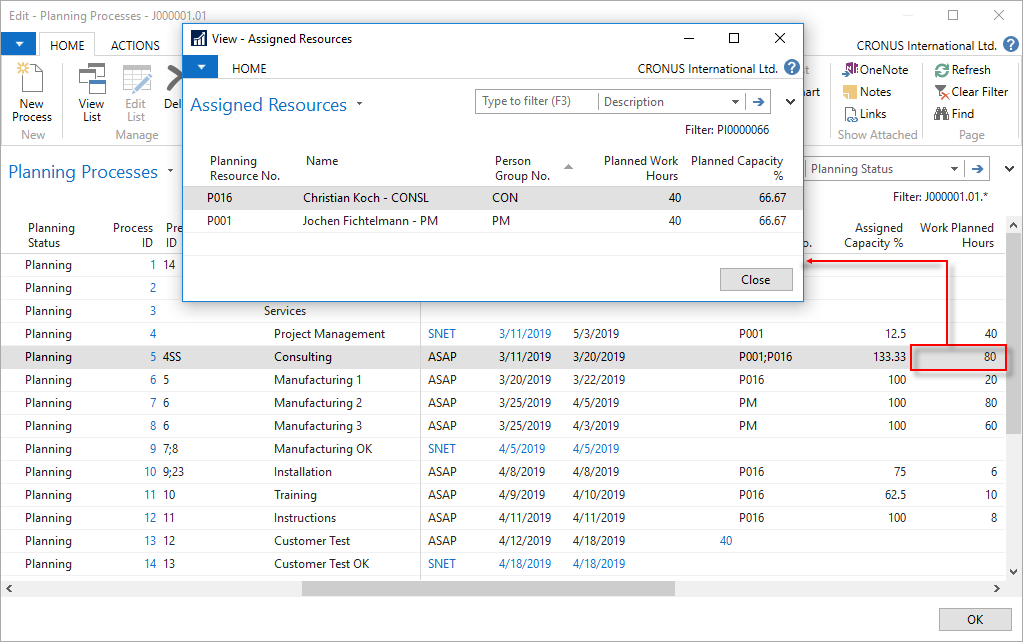 Edit - Planning Processes - J000001.01
HOME
ACTIONS
CRONUS International Ltd.
New Process
View List
Edit List
Del
OneNote
Notes
Links
Refresh
Clear Filter
Find
New
Manage
Show Attached
Page
Planning Processes
Planning Status
Filter: J000001.01.*
View - Assigned Resources
HOME
CRONUS International Ltd.
Assigned Resources
Type to filter (F3)
Description
Filter: PI0000066
Planning Resource No. Name Person Group No. Planned Work Hours Planned Capacity %
P016 Christian Koch - CONSL CON 40 66.67
P001 Jochen Fichtelmann - PM PM 40 66.67
Close
Planning Status Process ID Pre ID Assigned Capacity % Work Planned Hours
Planning 1 14
Planning 2
Planning 3 Services
Planning 4 Project Management SNET 3/11/2019 5/3/2019 P001 12.5 40
Planning 5 4SS Consulting ASAP 3/11/2019 3/20/2019 P001;P016 133.33 80
Planning 6 5 Manufacturing 1 ASAP 3/20/2019 3/22/2019 P016 100 20
Planning 7 6 Manufacturing 2 ASAP 3/25/2019 4/5/2019 PM 100 80
Planning 8 6 Manufacturing 3 ASAP 3/25/2019 4/3/2019 PM 100 60
Planning 9 7;8 Manufacturing OK SNET 4/5/2019 4/5/2019
Planning 10 9;23 Installation ASAP 4/8/2019 4/8/2019 P016 75 6
Planning 11 10 Training ASAP 4/9/2019 4/10/2019 P016 62.5 10
Planning 12 11 Instructions ASAP 4/11/2019 4/11/2019 P016 100 8
Planning 13 12 Customer Test ASAP 4/12/2019 4/18/2019 40
Planning 14 13 Customer Test OK SNET 4/18/2019 4/18/2019
OK